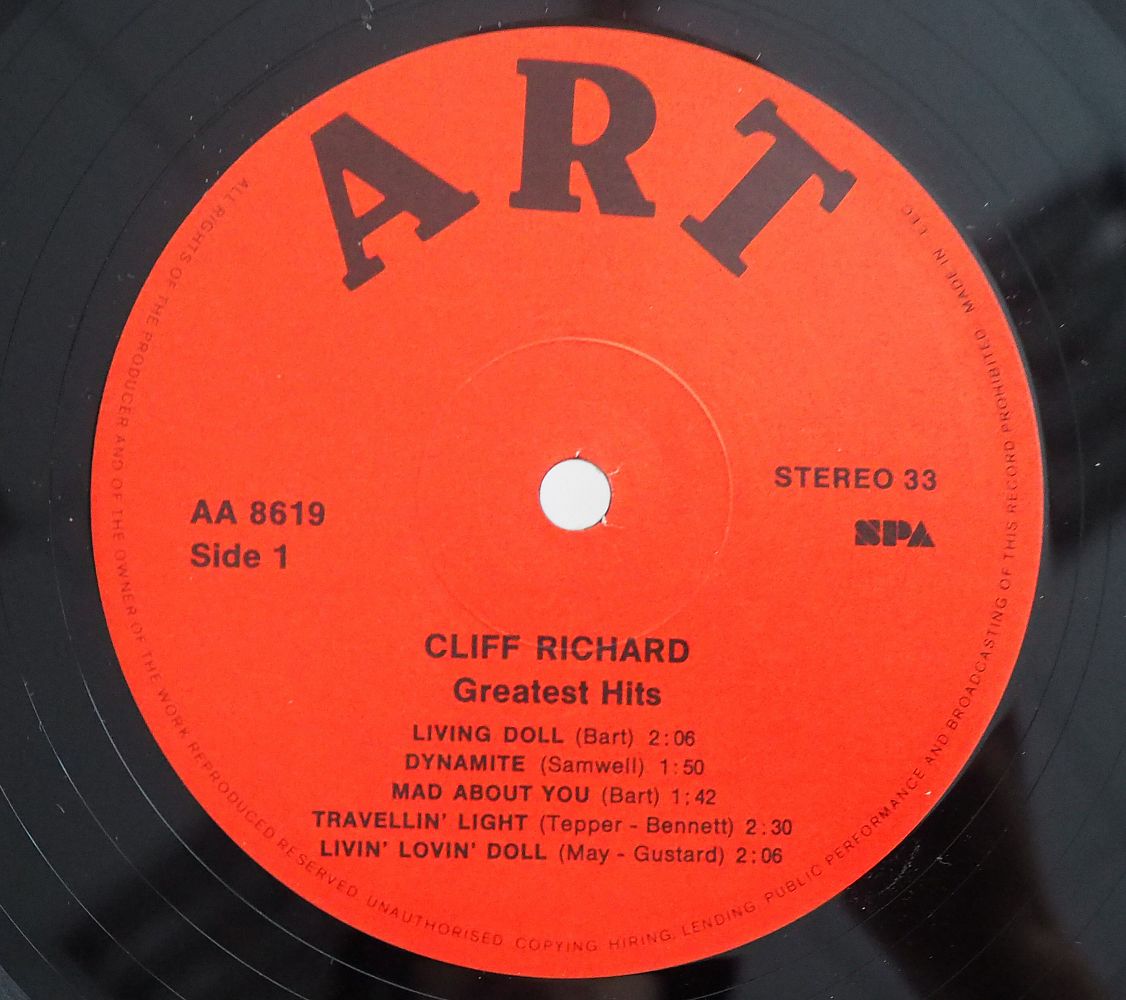 ART
AA 8619
Side 1
STEREO 33
SPA
CLIFF RICHARD
Greatest Hits
LIVING DOLL (Bart) 2:06
DYNAMITE (Samwell) 1:50
MAD ABOUT YOU (Bart) 1;42
TRAVELLIN' LIGHT (Tepper - Bennett) 2:30
LIVIN' LOVIN' DOLL (May - Gustard) 2:06
ALL RIGHTS OF THE PRODUCER AND OF THE OWNER OF THE WORK REPRODUCED RESERVED. UNAUTHORISED COPYING, HIRING, LENDING, PUBLIC PERFORMANCE AND BROADCASTING OF THIS RECORD PROHIBITED. MADE IN EEC